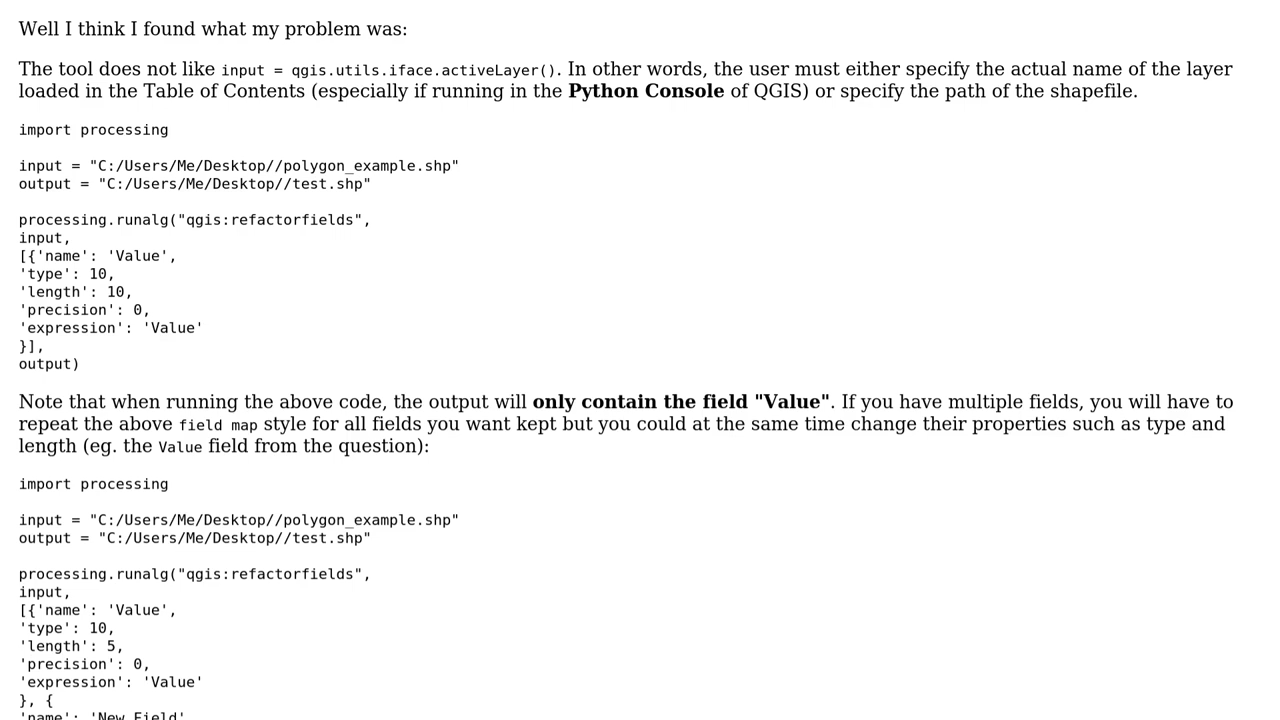 Well I think I found what my problem was:
The tool does not like input = qgis.utils.iface.activeLayer(). In other words, the user must either specify the actual name of the layer
loaded in the Table of Contents (especially if running in the Python Console of QGIS) or specify the path of the shapefile.
import processing
input = "C:/Users/Me/Desktop//polygon_example.shp"
output = "C:/Users/Me/Desktop//test.shp"
processing.runalg("qgis:refactorfields",
input,
[{'name': 'Value',
'type': 10,
'length': 10,
'precision': 0,
'expression': 'Value'
}],
output)
Note that when running the above code, the output will only contain the field "Value". If you have multiple fields, you will have to
repeat the above field map style for all fields you want kept but you could at the same time change their properties such as type and
length (eg. the Value field from the question):
import processing
input = "C:/Users/Me/Desktop//polygon_example.shp"
output = "C:/Users/Me/Desktop//test.shp"
processing.runalg("qgis:refactorfields",
input,
[{'name': 'Value',
'type': 10,
'length': 5,
'precision': 0,
'expression': 'Value'
}, {
'name': 'New Field'